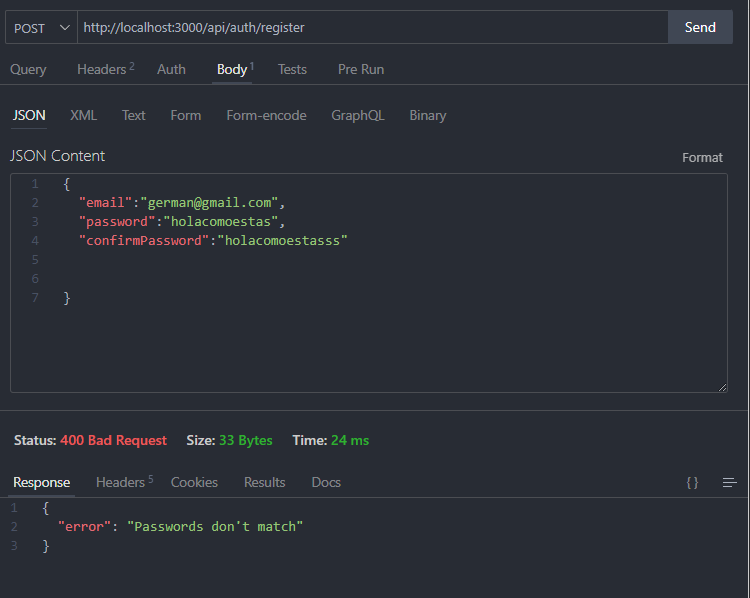 POST http://localhost:3000/api/auth/register Send
Query Headers 2 Auth Body 1 Tests Pre Run
JSON XML Text Form Form-encode GraphQL Binary
JSON Content Format
1 {
2 "email":"german@gmail.com",
3 "password":"holacomoestas",
4 "confirmPassword":"holacomoestasss"
5
6
7 }
Status: 400 Bad Request Size: 33 Bytes Time: 24 ms
Response Headers 5 Cookies Results Docs { }
1 {
2 "error": "Passwords don't match"
3 }